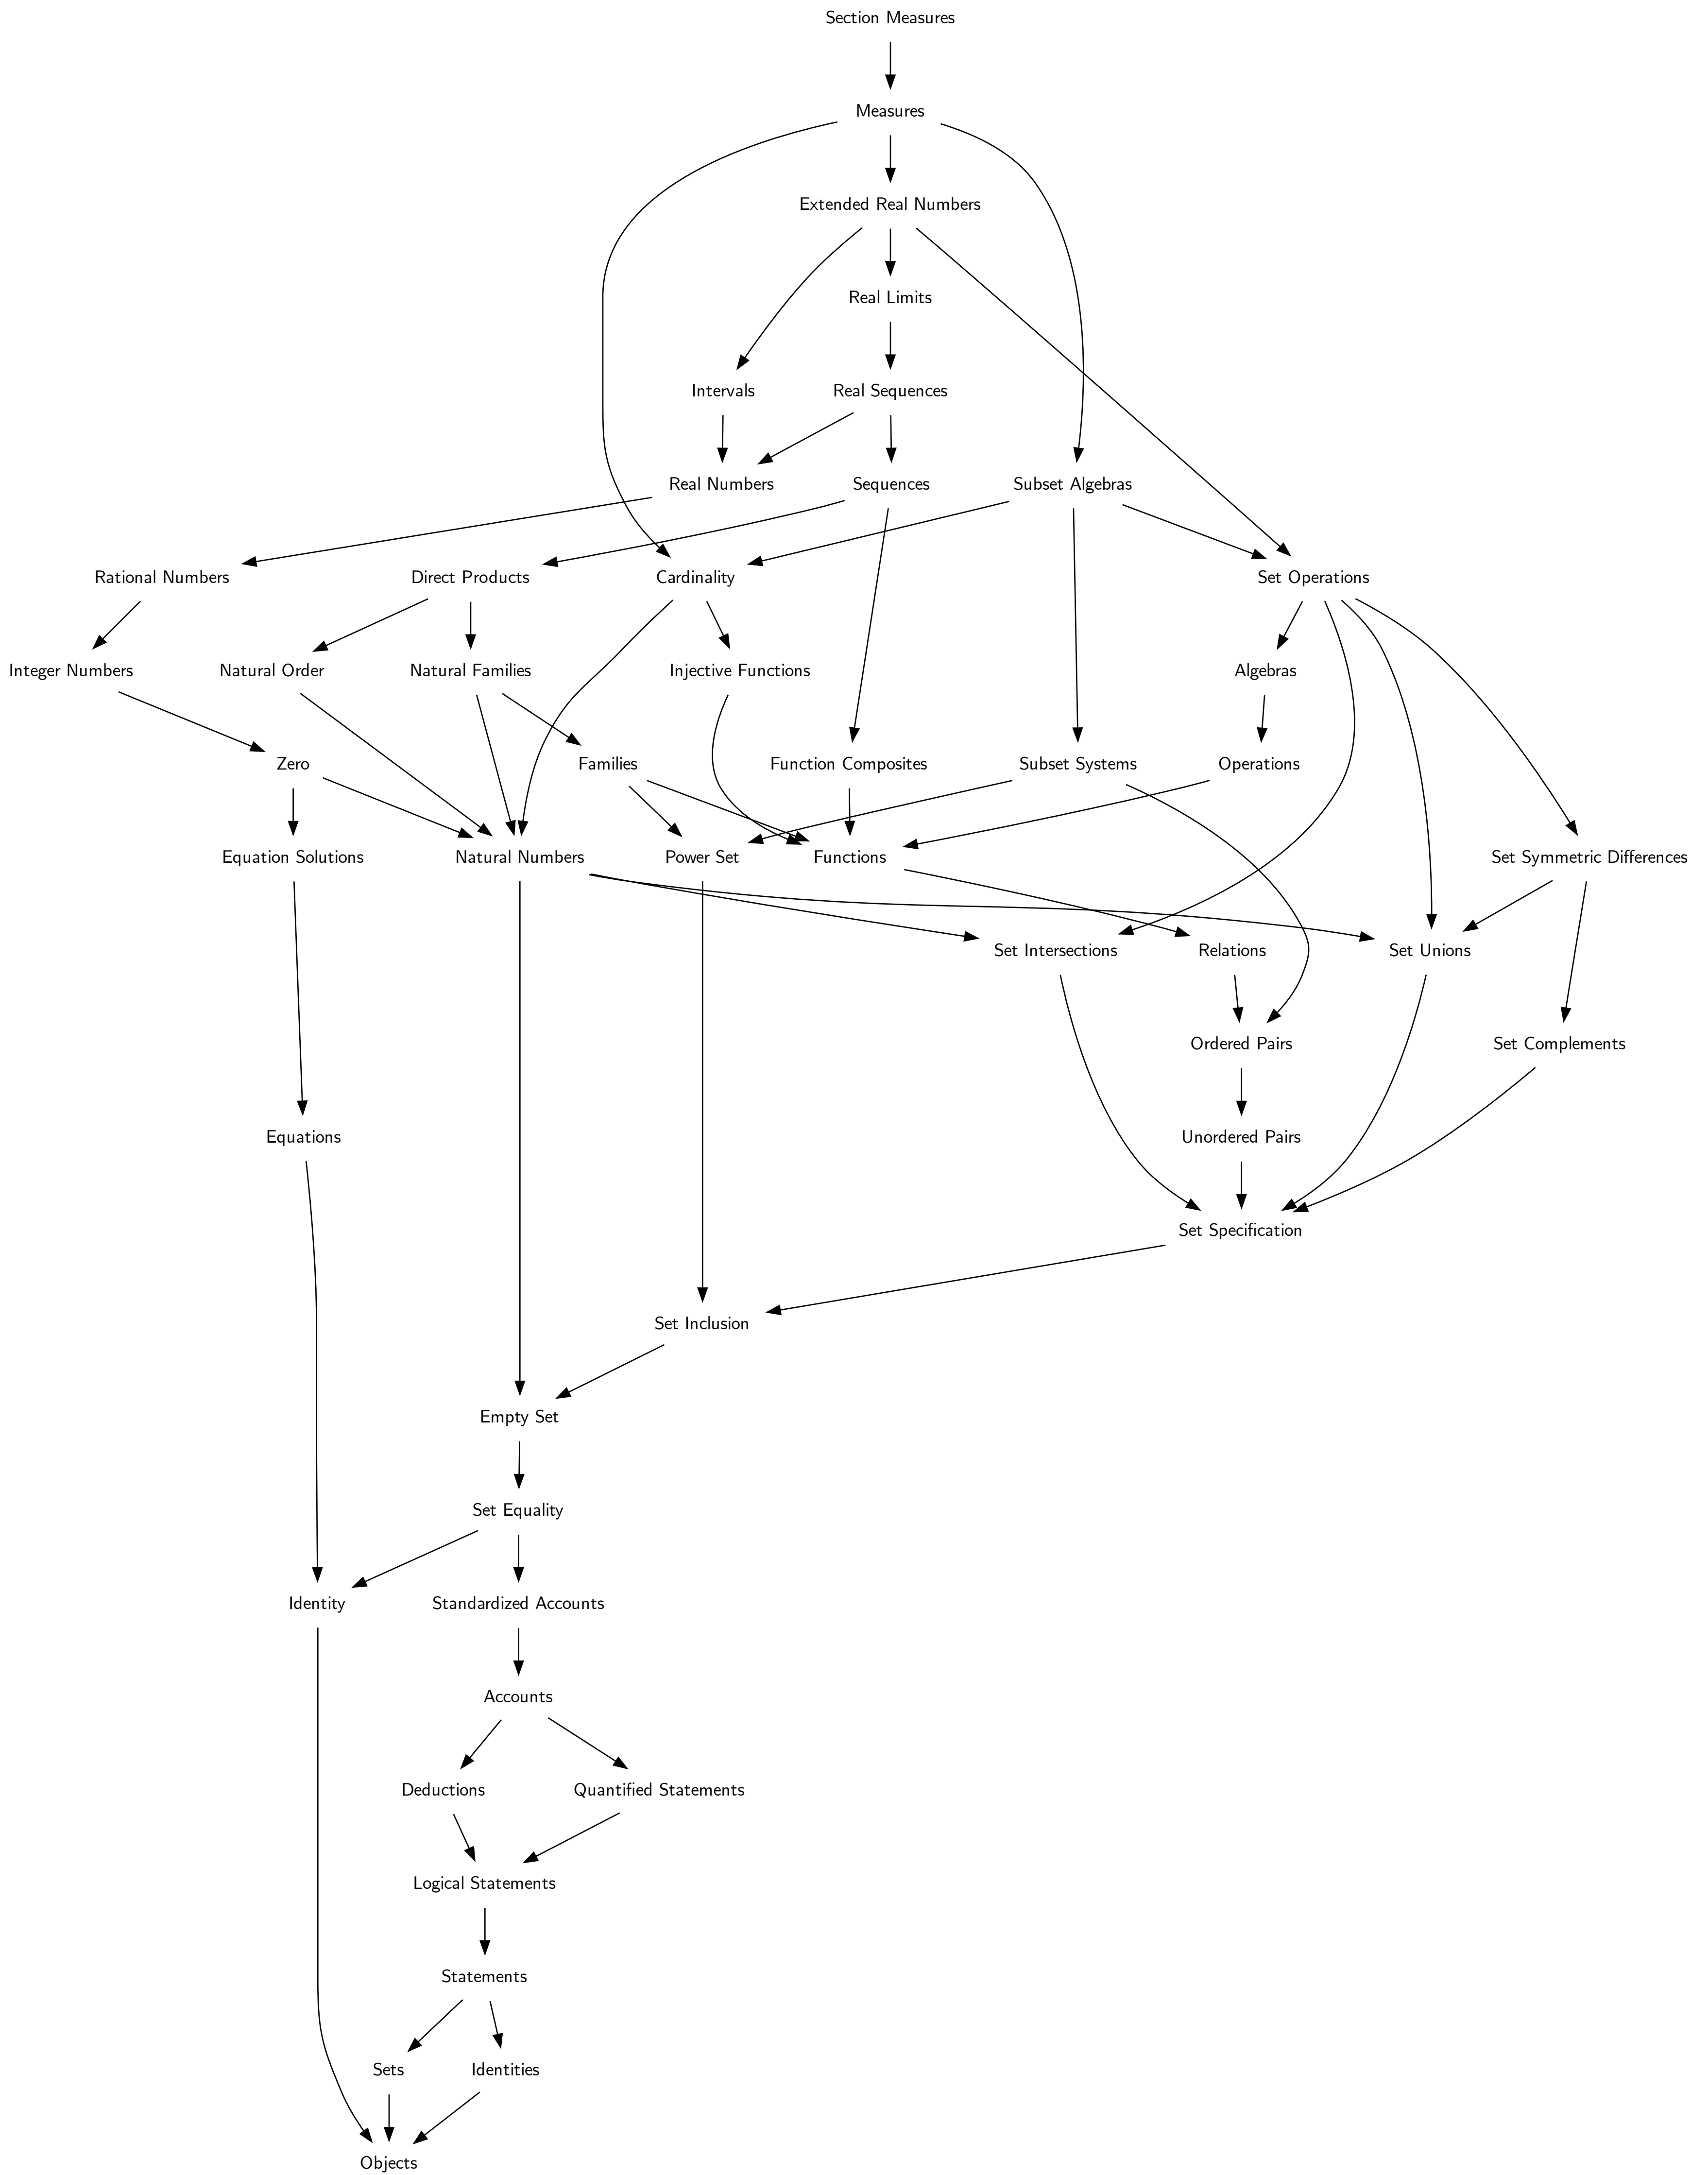 Section Measures
Measures
Extended Real Numbers
Real Limits
Intervals
Real Sequences
Real Numbers
Sequences
Subset Algebras
Rational Numbers
Direct Products
Cardinality
Set Operations
Integer Numbers
Natural Order
Natural Families
Injective Functions
Algebras
Zero
Families
Function Composites
Subset Systems
Operations
Equation Solutions
Natural Numbers
Power Set
Functions
Set Symmetric Differences
Set Intersections
Relations
Set Unions
Ordered Pairs
Set Complements
Equations
Unordered Pairs
Set Specification
Set Inclusion
Empty Set
Set Equality
Identity
Standardized Accounts
Accounts
Deductions
Quantified Statements
Logical Statements
Statements
Sets
Identities
Objects